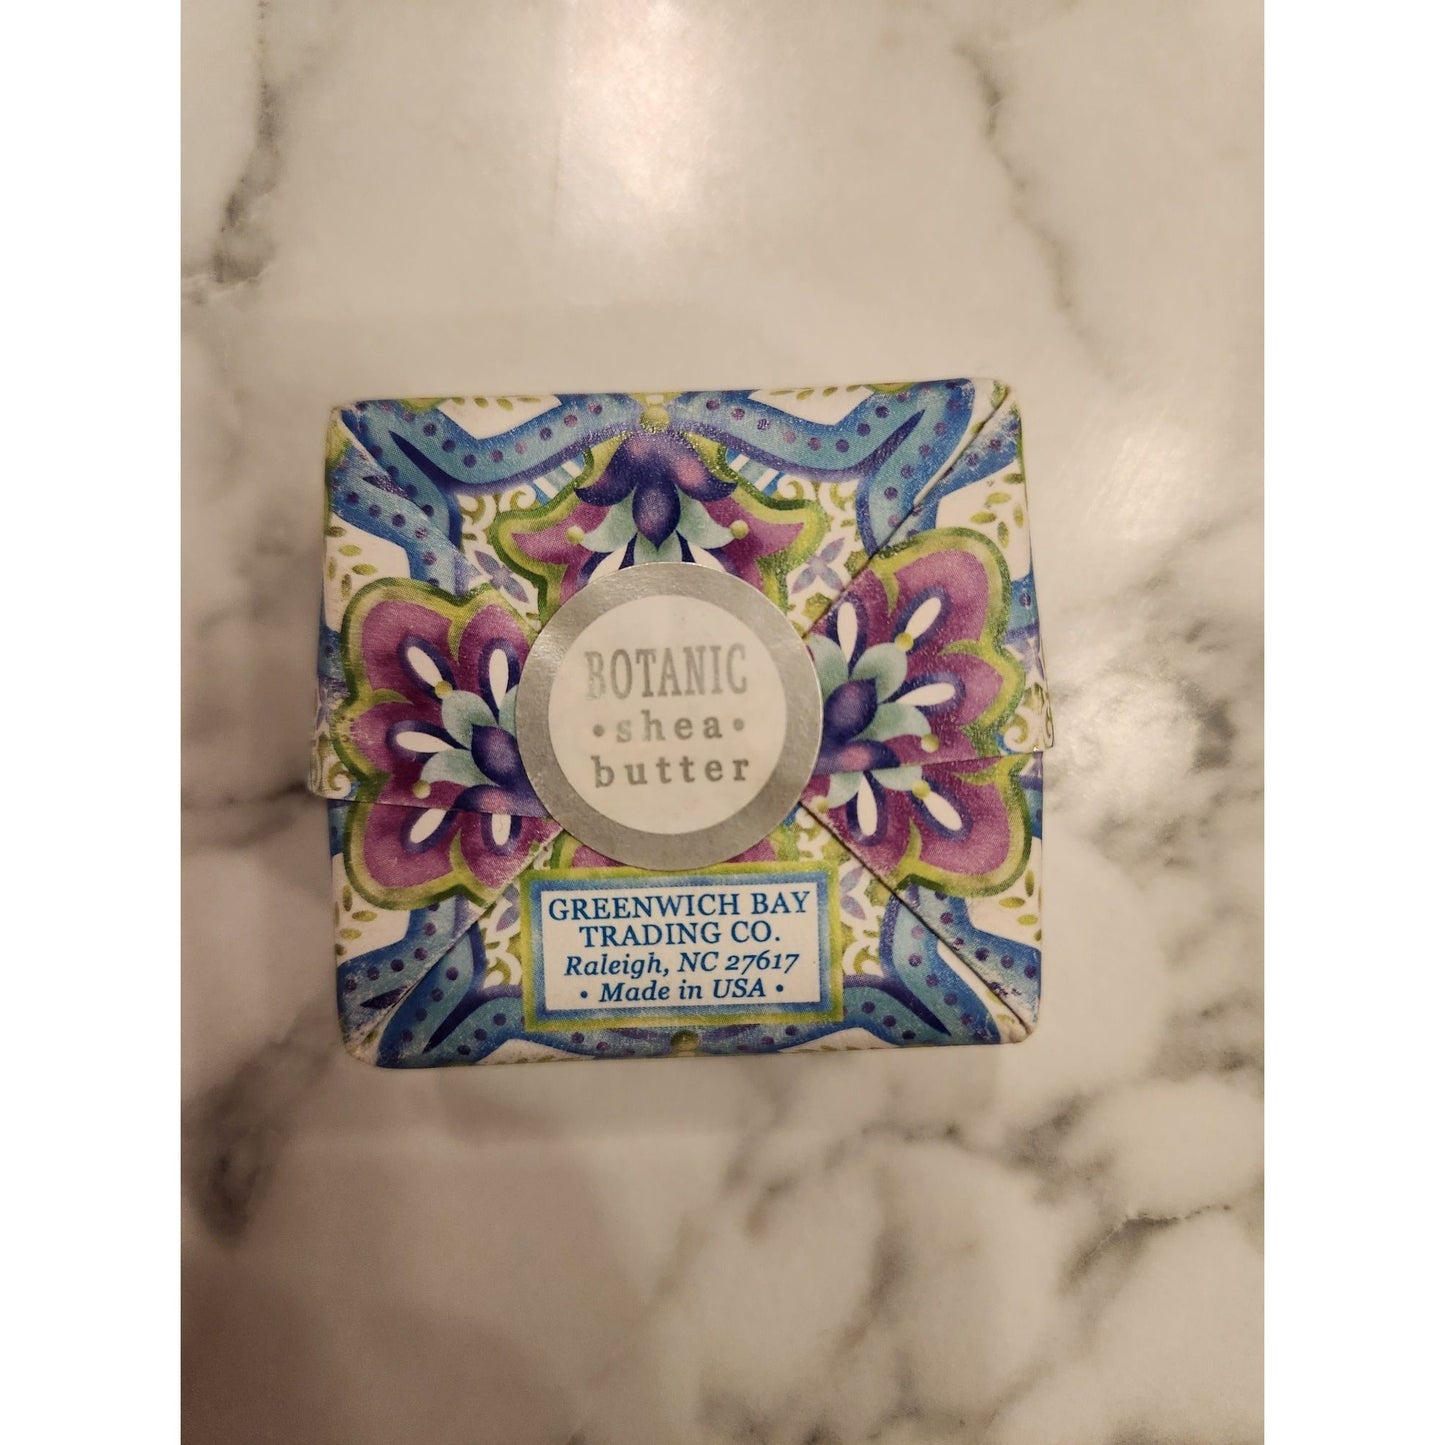 BOTANIC
• shea •
butter
GREENWICH BAY
TRADING CO.
Raleigh, NC 27617
• Made in USA •